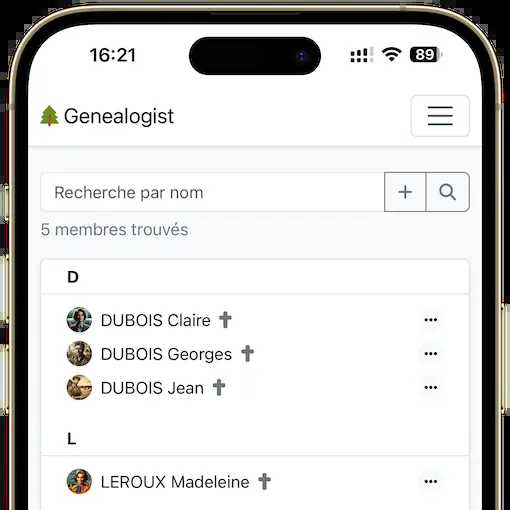 16:21
89
Genealogist
Recherche par nom
5 membres trouvés
D
DUBOIS Claire
DUBOIS Georges
DUBOIS Jean
L
LEROUX Madeleine